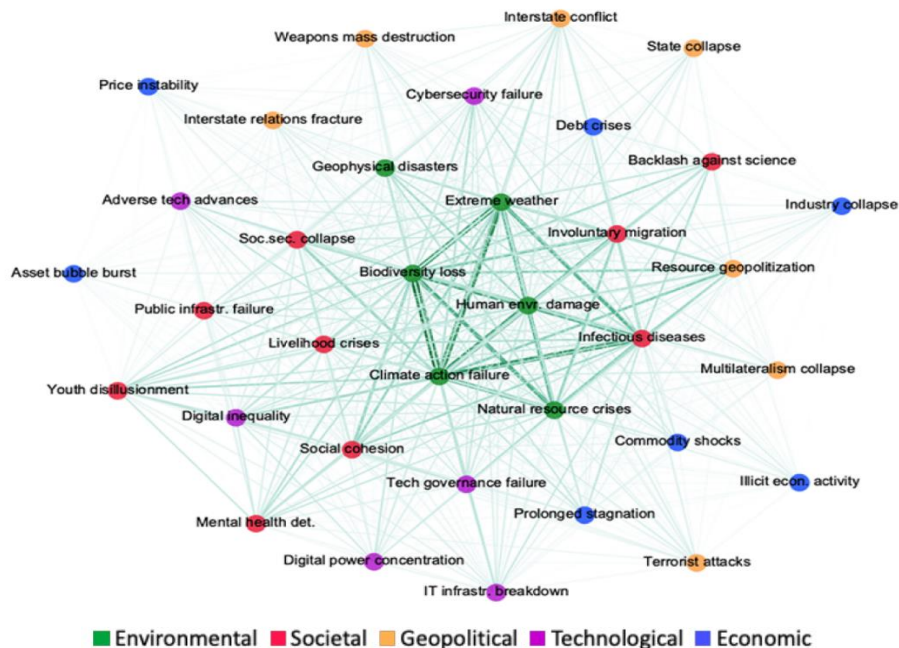 Interstate conflict
Weapons mass destruction
State collapse
Price instability
Cybersecurity failure
Interstate relations fracture
Debt crises
Geophysical disasters
Backlash against science
Adverse tech advances
Extreme weather
Industry collapse
Soc.sec. collapse
Involuntary migration
Asset bubble burst
Biodiversity loss
Resource geopolitization
Public infrastr. failure
Human envr. damage
Livelihood crises
Infectious diseases
Youth disillusionment
Climate action failure
Multilateralism collapse
Digital inequality
Natural resource crises
Social cohesion
Commodity shocks
Tech governance failure
Illicit econ. activity
Mental health det.
Prolonged stagnation
Digital power concentration
Terrorist attacks
IT infrastr. breakdown
Environmental Societal Geopolitical Technological Economic